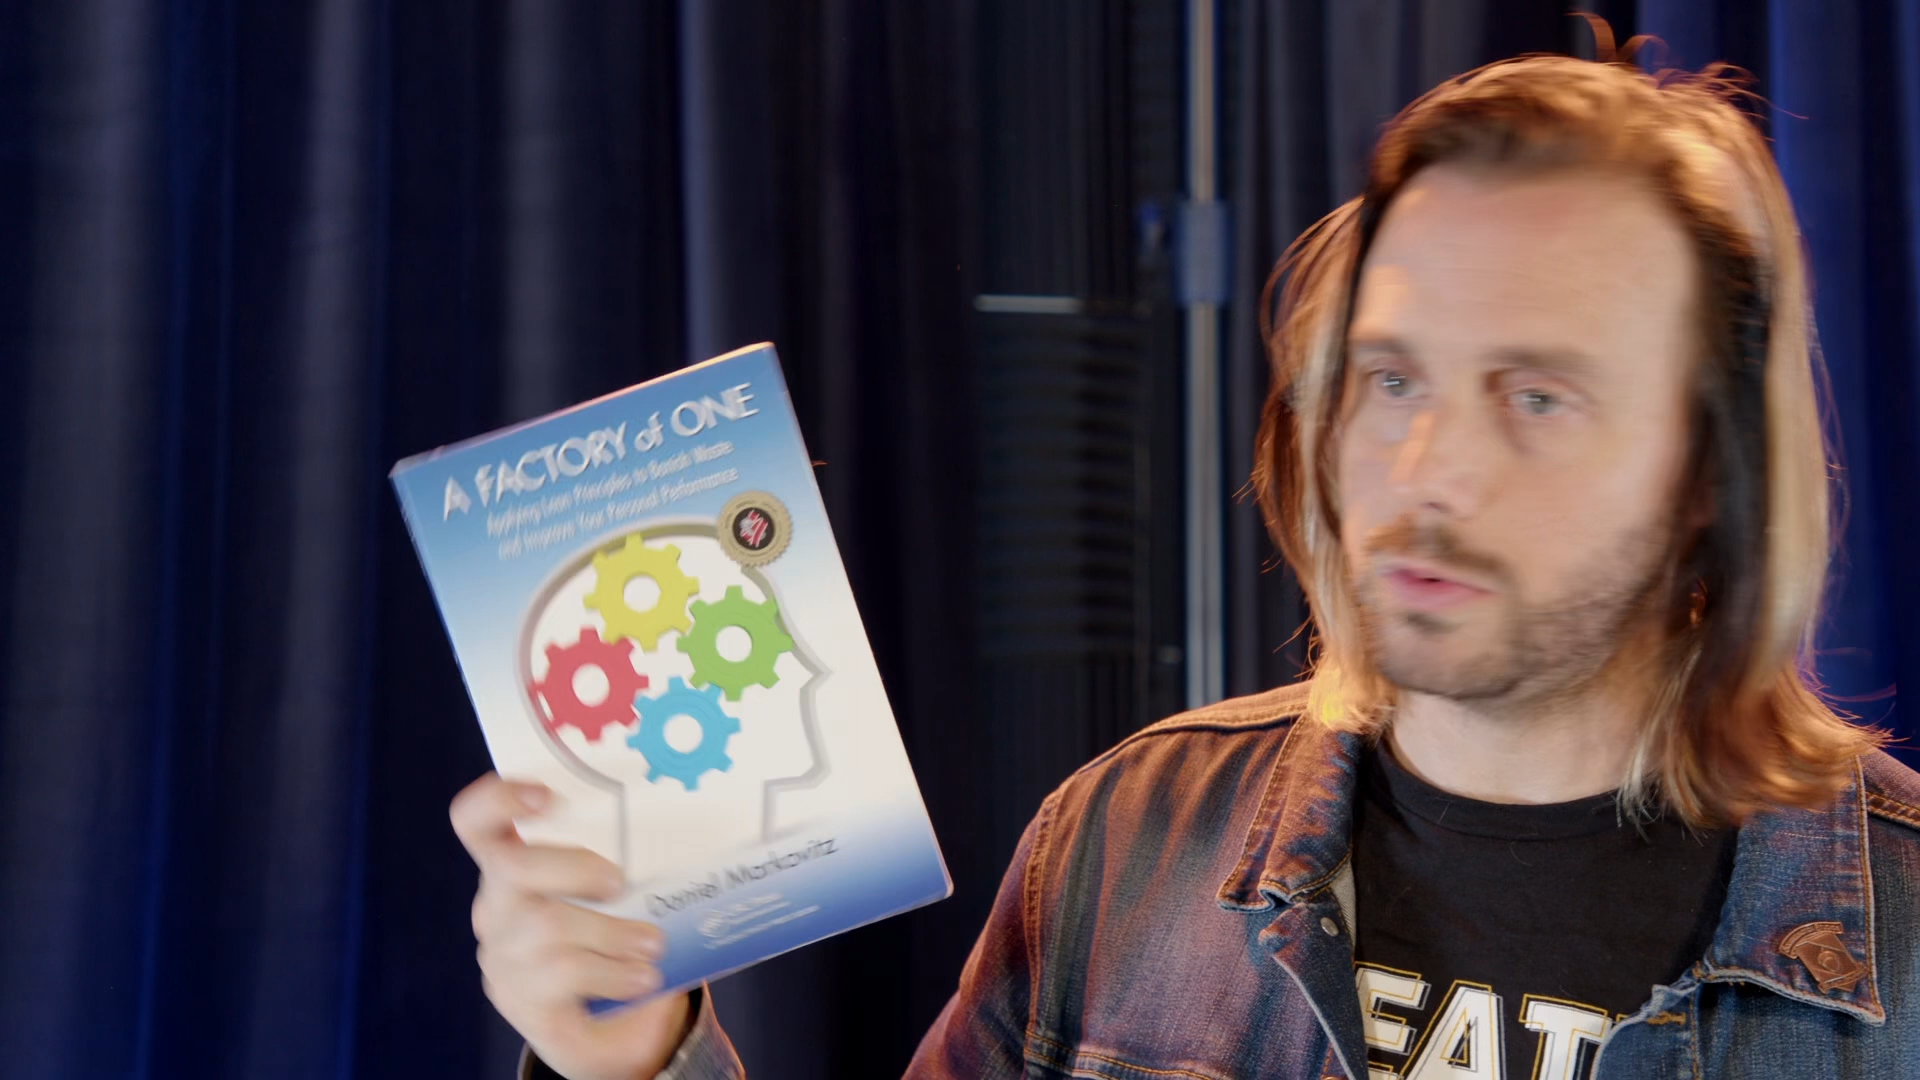 A FACTORY of ONE
Applying Lean Principles to Banish Waste
and Improve Your Personal Performance
Daniel Markovitz
EAT